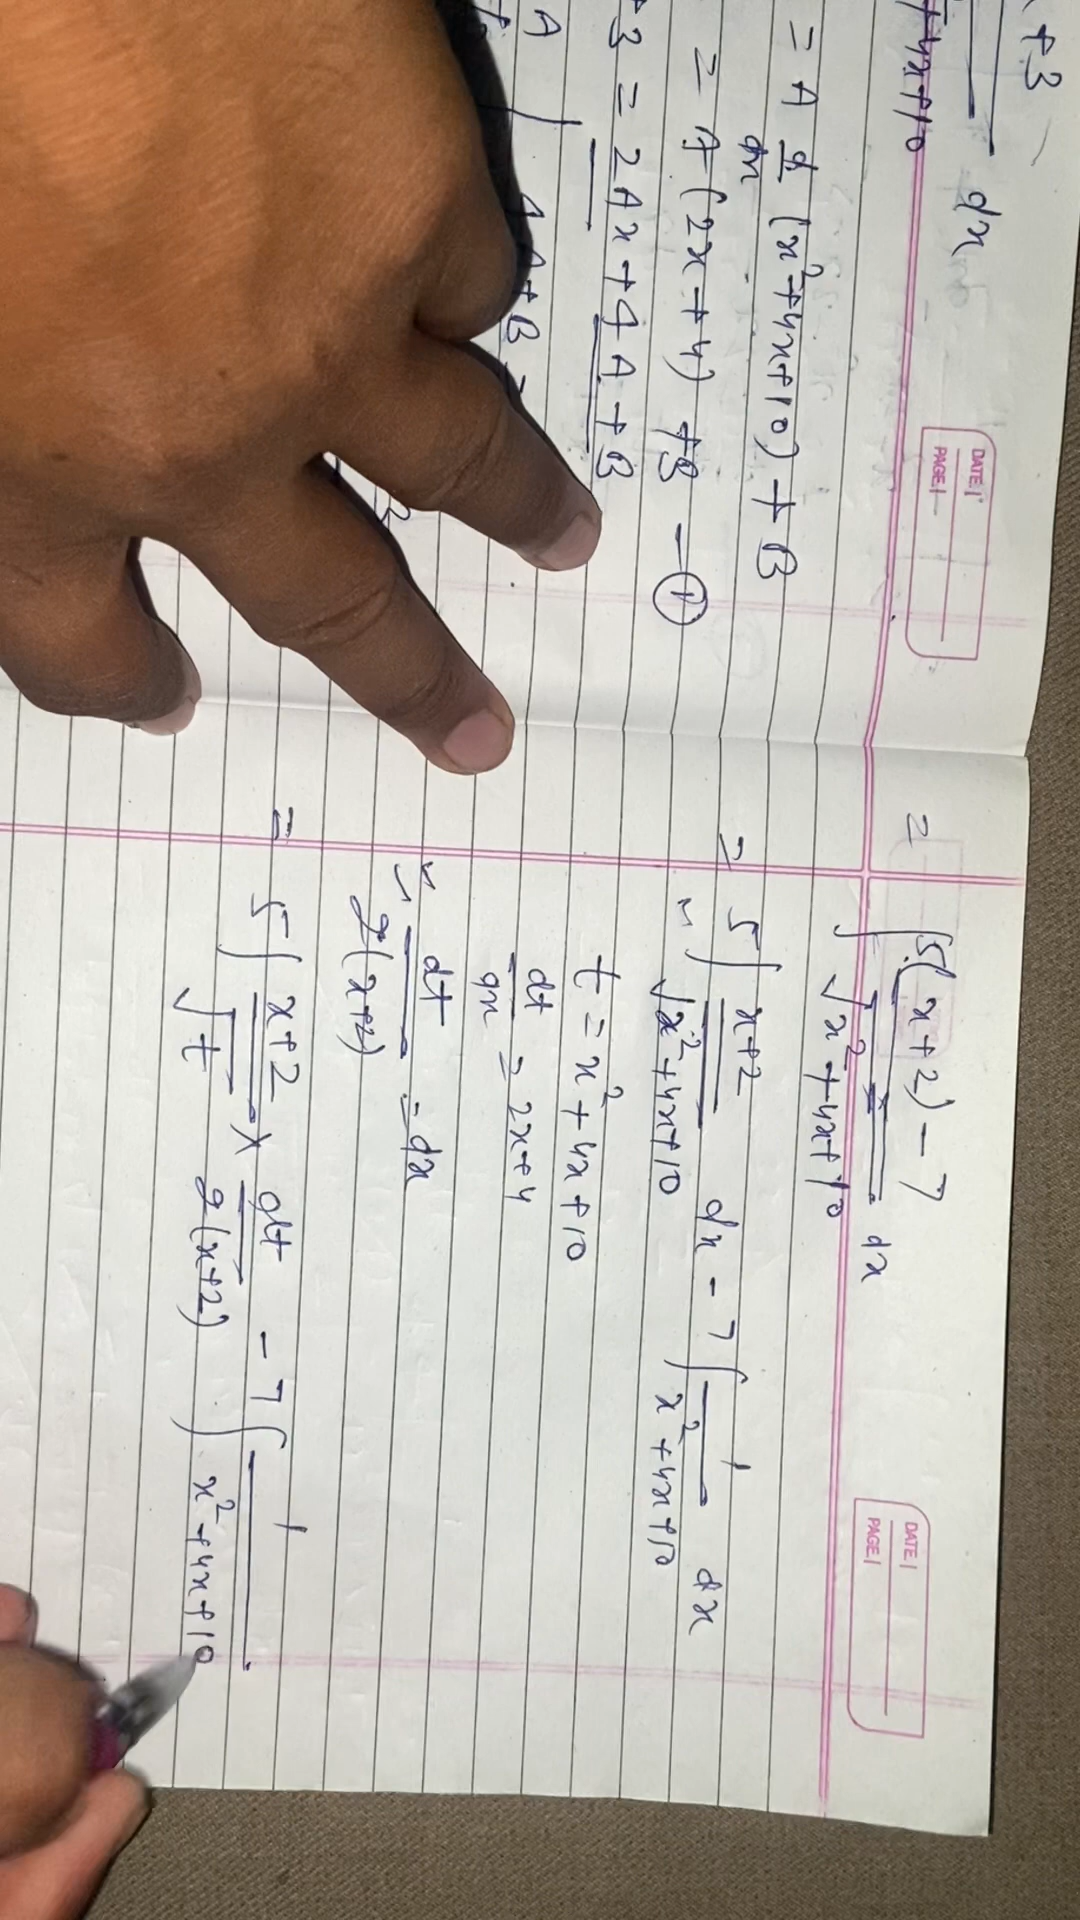 +3
+4x+10 dx
DATE:
PAGE:
= A d/dx (x²+4x+10) + B
= A(2x+4) + B — ①
+3 = 2Ax + 4A + B
A 4A+B =
DATE:
PAGE:
= ∫ 5(x+2) - 7 / √x²+4x+10 dx
= 5∫ x+2 / √x²+4x+10 dx - 7∫ 1 / x²+4x+10 dx
t = x²+4x+10
dt/dx = 2x+4
dt / 2(x+2) = dx
= 5∫ x+2 / √t × dt / 2(x+2) - 7∫ 1 / x²+4x+10